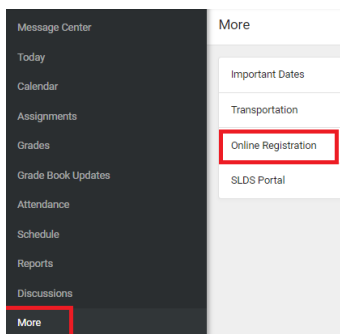 Message Center
Today
Calendar
Assignments
Grades
Grade Book Updates
Attendance
Schedule
Reports
Discussions
More
More
Important Dates
Transportation
Online Registration
SLDS Portal